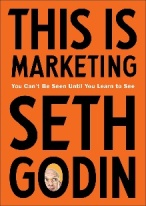 THIS IS
MARKETING
You Can't Be Seen Until You Learn to See
SETH
GODIN